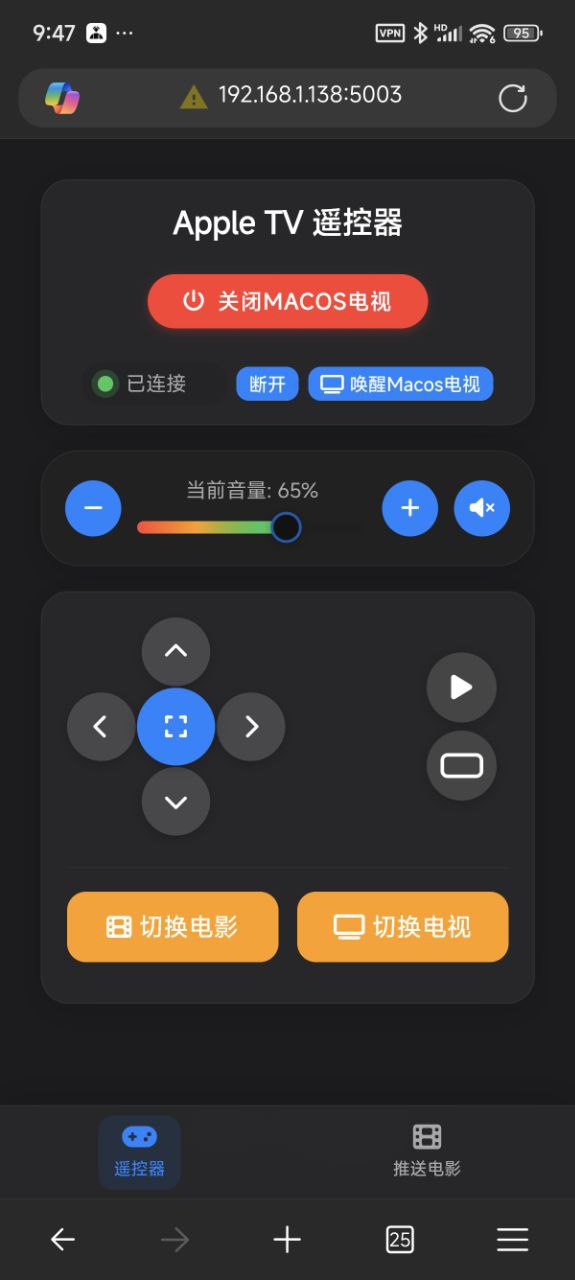 9:47 ··· VPN HD 6 95
192.168.1.138:5003
Apple TV 遥控器
关闭MACOS电视
已连接 断开 唤醒Macos电视
当前音量: 65%
切换电影 切换电视
遥控器 推送电影
25